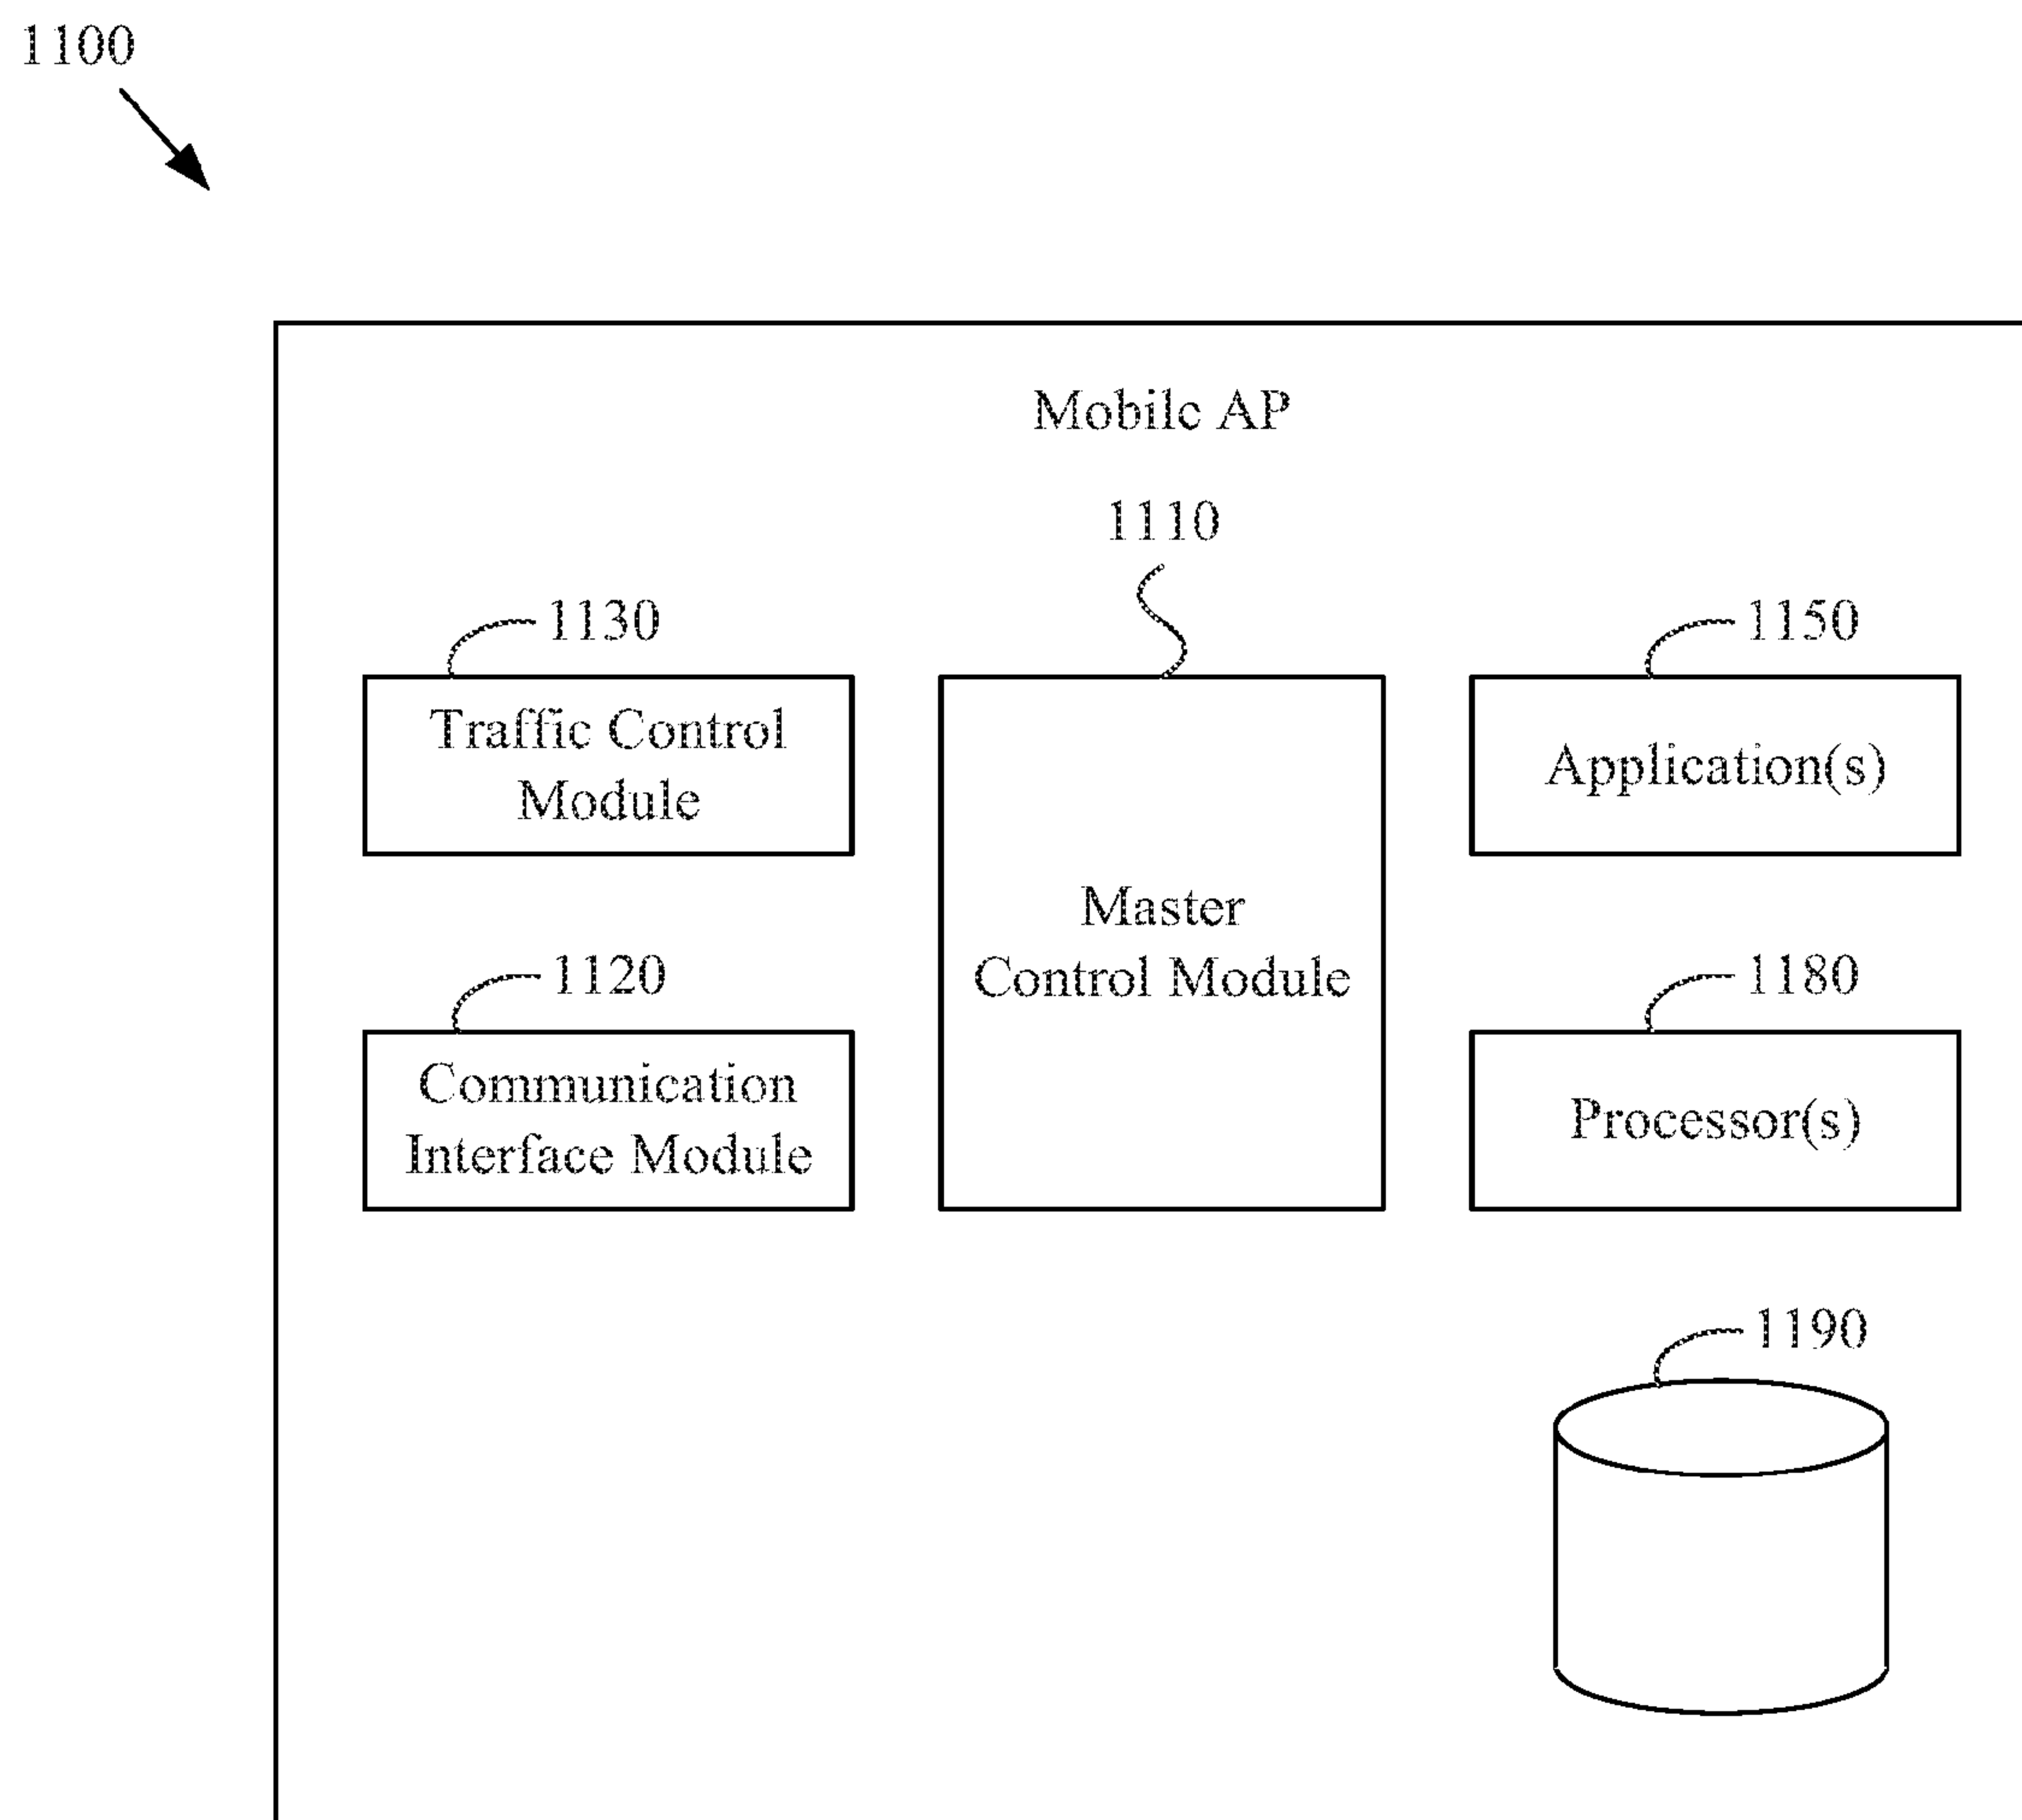 1100
Mobile AP
1110
1130
1150
Traffic Control
Module
Application(s)
Master
Control Module
1120
1180
Communication
Interface Module
Processor(s)
1190